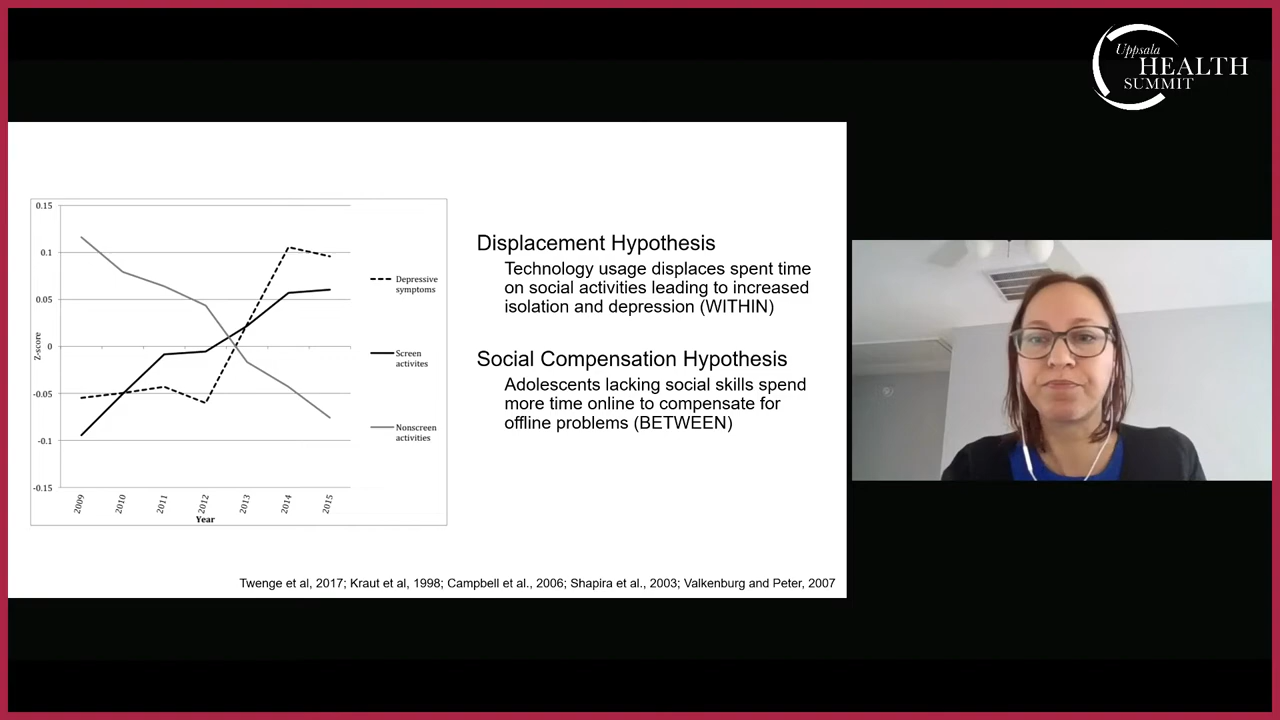 Uppsala
HEALTH
SUMMIT
0.15
0.1
0.05
0
-0.05
-0.1
-0.15
Z-score
2009
2010
2011
2012
2013
2014
2015
Year
Depressive
symptoms
Screen
activites
Nonscreen
activities
Displacement Hypothesis
Technology usage displaces spent time
on social activities leading to increased
isolation and depression (WITHIN)
Social Compensation Hypothesis
Adolescents lacking social skills spend
more time online to compensate for
offline problems (BETWEEN)
Twenge et al, 2017; Kraut et al, 1998; Campbell et al., 2006; Shapira et al., 2003; Valkenburg and Peter, 2007